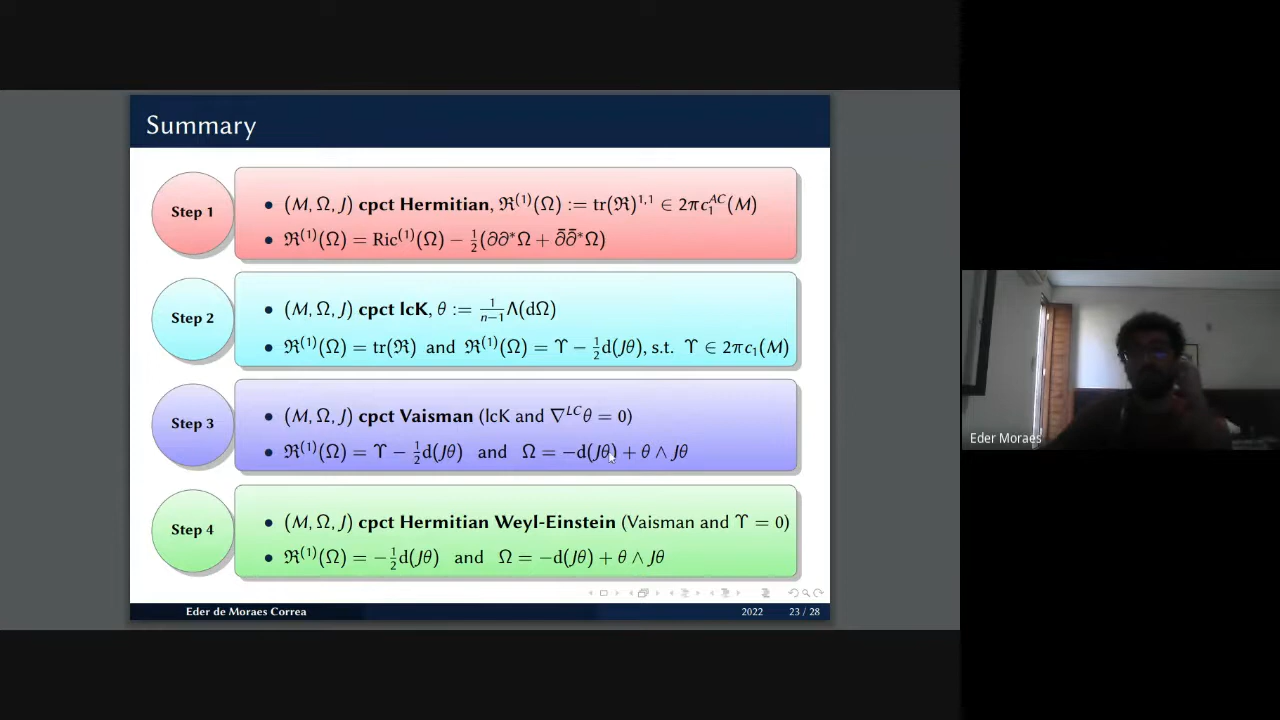 Summary
Step 1
• (M, Ω, J) cpct Hermitian, ℜ⁽¹⁾(Ω) := tr(ℜ)¹,¹ ∈ 2πc₁ᴬᶜ(M)
• ℜ⁽¹⁾(Ω) = Ric⁽¹⁾(Ω) − ½(∂∂*Ω + ∂̄∂̄*Ω)
Step 2
• (M, Ω, J) cpct lcK, θ := 1/(n−1) Λ(dΩ)
• ℜ⁽¹⁾(Ω) = tr(ℜ) and ℜ⁽¹⁾(Ω) = ϒ − ½d(Jθ), s.t. ϒ ∈ 2πc₁(M)
Step 3
• (M, Ω, J) cpct Vaisman (lcK and ∇ᴸᶜθ = 0)
• ℜ⁽¹⁾(Ω) = ϒ − ½d(Jθ) and Ω = −d(Jθ) + θ ∧ Jθ
Step 4
• (M, Ω, J) cpct Hermitian Weyl-Einstein (Vaisman and ϒ = 0)
• ℜ⁽¹⁾(Ω) = −½d(Jθ) and Ω = −d(Jθ) + θ ∧ Jθ
Eder de Moraes Correa 2022 23 / 28
Eder Moraes